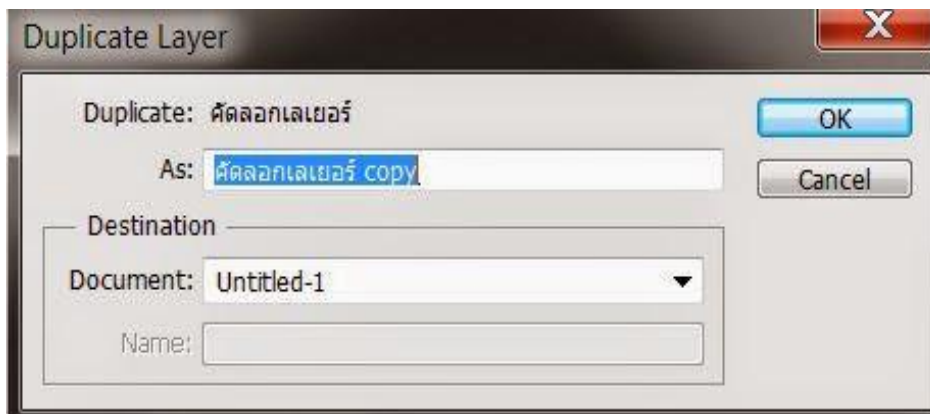 Duplicate Layer
Duplicate: คัดลอกเลเยอร์
OK
As: คัดลอกเลเยอร์ copy
Cancel
Destination
Document: Untitled-1
Name: